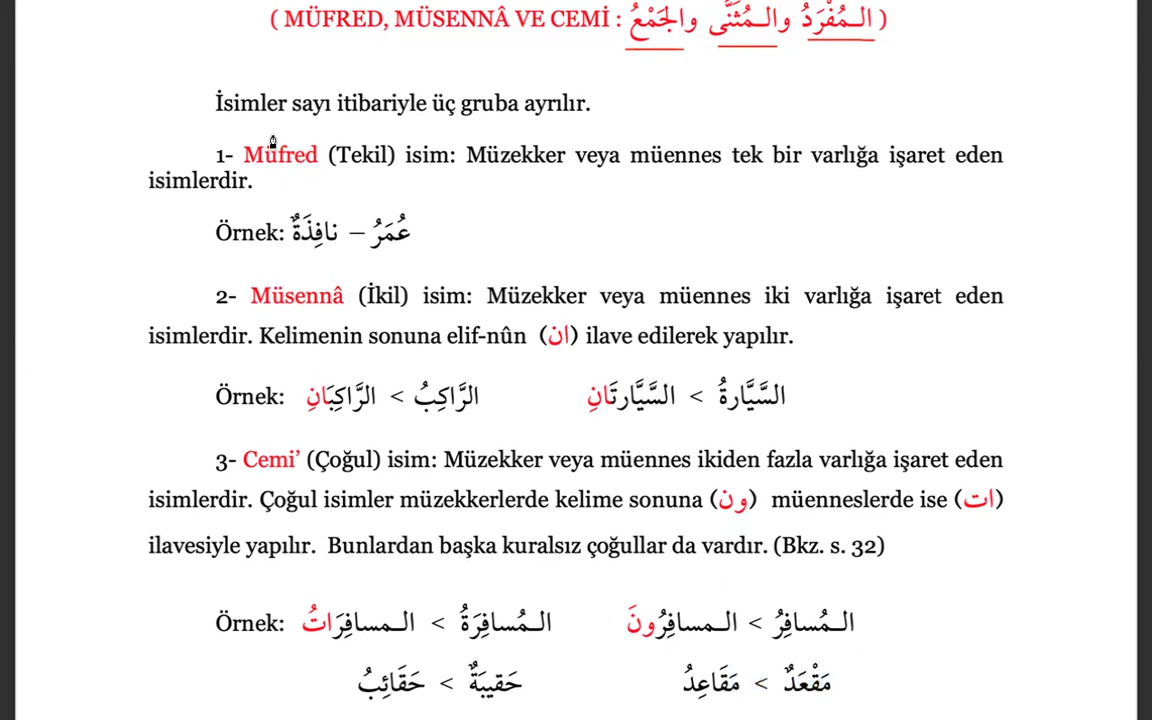 ( MÜFRED, MÜSENNÂ VE CEMİ : الـمُفْرَدُ والـمُثَنَّى والجَمْعُ )
İsimler sayı itibariyle üç gruba ayrılır.
1- Müfred (Tekil) isim: Müzekker veya müennes tek bir varlığa işaret eden
isimlerdir.
Örnek: عُمَرُ – نافِذَةٌ
2- Müsennâ (İkil) isim: Müzekker veya müennes iki varlığa işaret eden
isimlerdir. Kelimenin sonuna elif-nûn (ان) ilave edilerek yapılır.
Örnek: الرَّاكِبُ > الرَّاكِبَانِ السَّيَّارةُ > السَّيَّارتَانِ
3- Cemi’ (Çoğul) isim: Müzekker veya müennes ikiden fazla varlığa işaret eden
isimlerdir. Çoğul isimler müzekkerlerde kelime sonuna (ون) müenneslerde ise (ات)
ilavesiyle yapılır. Bunlardan başka kuralsız çoğullar da vardır. (Bkz. s. 32)
Örnek: الـمُسافِرَةُ > الـمسافِرَاتُ الـمُسافِرُ > الـمسافِرُونَ
حَقيبَةٌ > حَقَائِبُ مَقْعَدٌ > مَقَاعِدُ